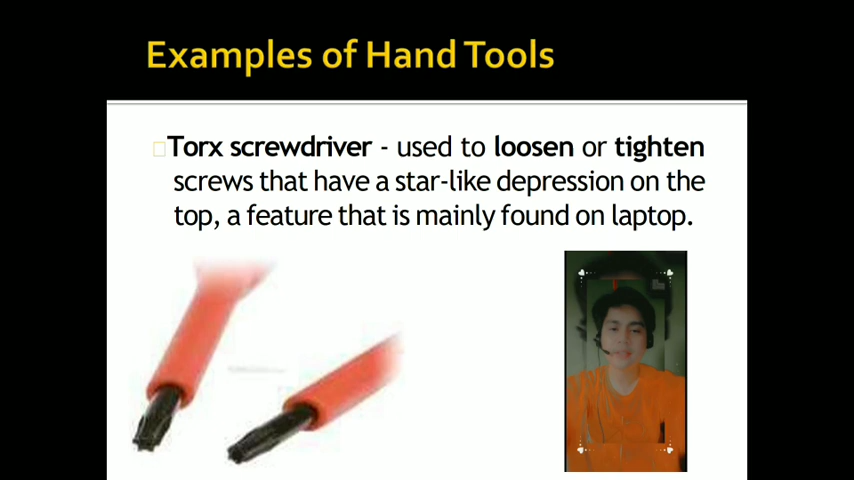 Examples of Hand Tools
Torx screwdriver - used to loosen or tighten
screws that have a star-like depression on the
top, a feature that is mainly found on laptop.